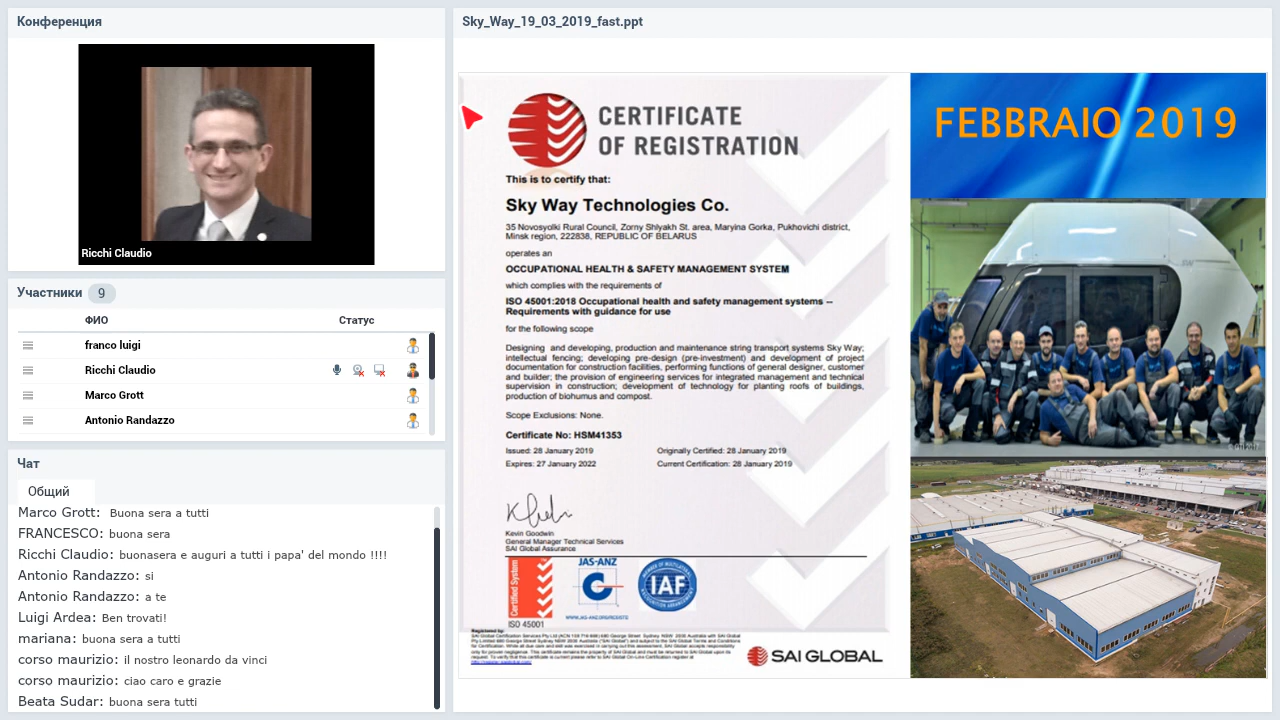 Конференция
Ricchi Claudio
Участники 9
ФИО Статус
franco luigi
Ricchi Claudio
Marco Grott
Antonio Randazzo
Чат
Общий
Marco Grott: Buona sera a tutti
FRANCESCO: buona sera
Ricchi Claudio: buonasera e auguri a tutti i papa' del mondo !!!!
Antonio Randazzo: si
Antonio Randazzo: a te
Luigi Ardea: Ben trovati!
mariana: buona sera a tutti
corso maurizio: il nostro leonardo da vinci
corso maurizio: ciao caro e grazie
Beata Sudar: buona sera tutti
Sky_Way_19_03_2019_fast.ppt
CERTIFICATE
OF REGISTRATION
This is to certify that:
Sky Way Technologies Co.
35 Novosyolki Rural Council, Zorny Shlyakh St. area, Maryina Gorka, Pukhovichi district,
Minsk region, 222838, REPUBLIC OF BELARUS
operates an
OCCUPATIONAL HEALTH & SAFETY MANAGEMENT SYSTEM
which complies with the requirements of
ISO 45001:2018 Occupational health and safety management systems --
Requirements with guidance for use
for the following scope
Designing and developing, production and maintenance string transport systems Sky Way;
intellectual fencing; developing pre-design (pre-investment) and development of project
documentation for construction facilities, performing functions of general designer, customer
and builder; the provision of engineering services for integrated management and technical
supervision in construction; development of technology for planting roofs of buildings,
production of biohumus and compost.
Scope Exclusions: None.
Certificate No: HSM41353
Issued: 28 January 2019 Originally Certified: 28 January 2019
Expires: 27 January 2022 Current Certification: 28 January 2019
Kevin Goodwin
General Manager Technical Services
SAI Global Assurance
Certified System
ISO 45001
JAS-ANZ
WWW.JAS-ANZ.ORG/REGISTER
IAF
Registered by:
SAI GLOBAL
FEBBRAIO 2019